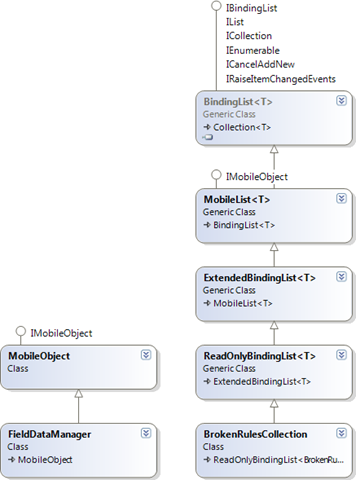 IBindingList
IList
ICollection
IEnumerable
ICancelAddNew
IRaiseItemChangedEvents
BindingList<T>
Generic Class
Collection<T>
IMobileObject
MobileList<T>
Generic Class
BindingList<T>
ExtendedBindingList<T>
Generic Class
MobileList<T>
IMobileObject
MobileObject
Class
ReadOnlyBindingList<T>
Generic Class
ExtendedBindingList<T>
FieldDataManager
Class
MobileObject
BrokenRulesCollection
Class
ReadOnlyBindingList<BrokenRu...